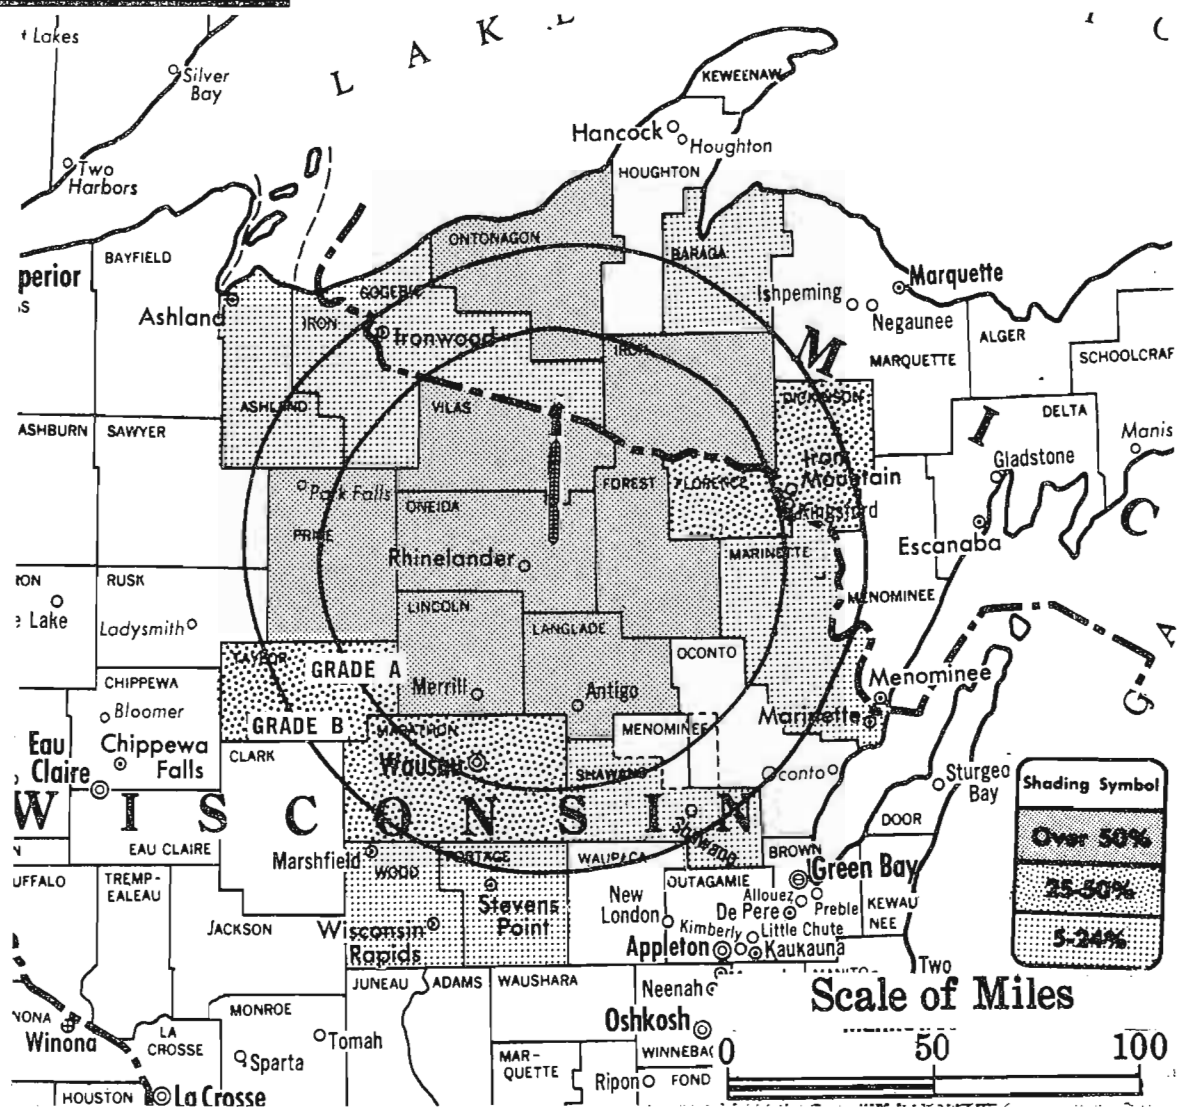 L A K E
t Lakes
Silver
Bay
Two
Harbors
KEWEENAW
Hancock
Houghton
HOUGHTON
BAYFIELD
ONTONAGON
BARAGA
perior
Marquette
Ashland
GOGEBIC
Ishpeming
Negaunee
IRON
Ironwood
IRON
MARQUETTE
ALGER
SCHOOLCRAF
M I C
DICKINSON
DELTA
ASHLAND
VILAS
ASHBURN
SAWYER
Manis
Gladstone
Iron
Mountain
Park Falls
FOREST
FLORENCE
Kingsford
ONEIDA
PRICE
Escanaba
Rhinelander
MARINETTE
RUSK
MENOMINEE
e Lake
Ladysmith
LINCOLN
LANGLADE
OCONTO
TAYLOR
GRADE A
CHIPPEWA
Merrill
Antigo
Menominee
Bloomer
GRADE B
MARATHON
MENOMINEE
Marinette
G A
Eau
Claire
Chippewa
Falls
CLARK
Wausau
SHAWANO
Oconto
Sturgeo
Bay
WISCONSIN
Shawano
DOOR
EAU CLAIRE
Marshfield
WOOD
PORTAGE
WAUPACA
BROWN
Green Bay
UFFALO
TREMP-
EALEAU
OUTAGAMIE
New
London
Allouez
De Pere
Preble
KEWAU
NEE
Stevens
Point
JACKSON
Wisconsin
Rapids
Kimberly
Little Chute
Appleton
Kaukauna
Two
JUNEAU
ADAMS
WAUSHARA
MANITO-
Neenah
MONROE
NONA
Winona
LA
CROSSE
Tomah
Sparta
Oshkosh
MAR-
QUETTE
WINNEBAG
Ripon
FOND
HOUSTON
La Crosse
Shading Symbol
Over 50%
25-50%
5-24%
Scale of Miles
0 50 100